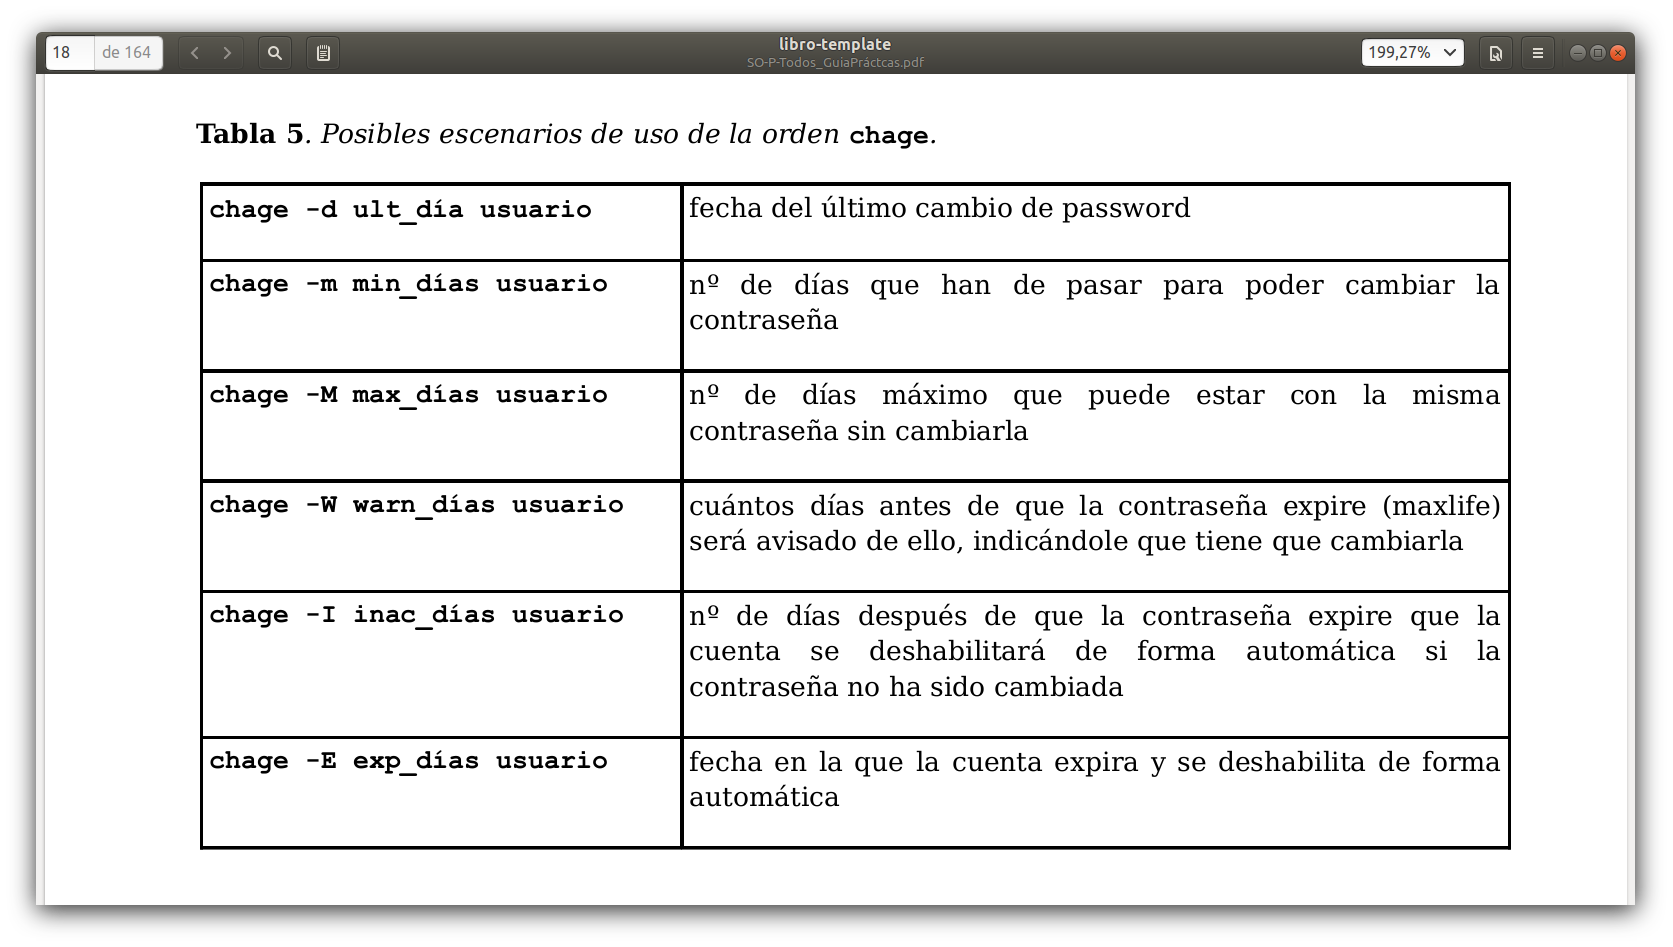 18 de 164
libro-template
SO-P-Todos_GuiaPráctcas.pdf
199,27%
Tabla 5. Posibles escenarios de uso de la orden chage.
chage -d ult_día usuario
fecha del último cambio de password
chage -m min_días usuario
nº de días que han de pasar para poder cambiar la
contraseña
chage -M max_días usuario
nº de días máximo que puede estar con la misma
contraseña sin cambiarla
chage -W warn_días usuario
cuántos días antes de que la contraseña expire (maxlife)
será avisado de ello, indicándole que tiene que cambiarla
chage -I inac_días usuario
nº de días después de que la contraseña expire que la
cuenta se deshabilitará de forma automática si la
contraseña no ha sido cambiada
chage -E exp_días usuario
fecha en la que la cuenta expira y se deshabilita de forma
automática